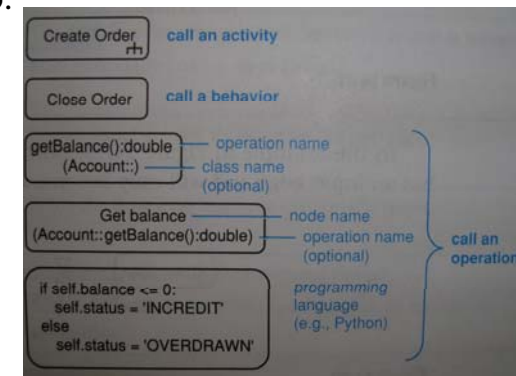 Create Order call an activity
Close Order call a behavior
getBalance():double operation name
(Account::) class name
(optional)
Get balance node name
(Account::getBalance():double) operation name
(optional)
call an
operation
if self.balance <= 0:
self.status = 'INCREDIT'
else
self.status = 'OVERDRAWN'
programming
language
(e.g., Python)